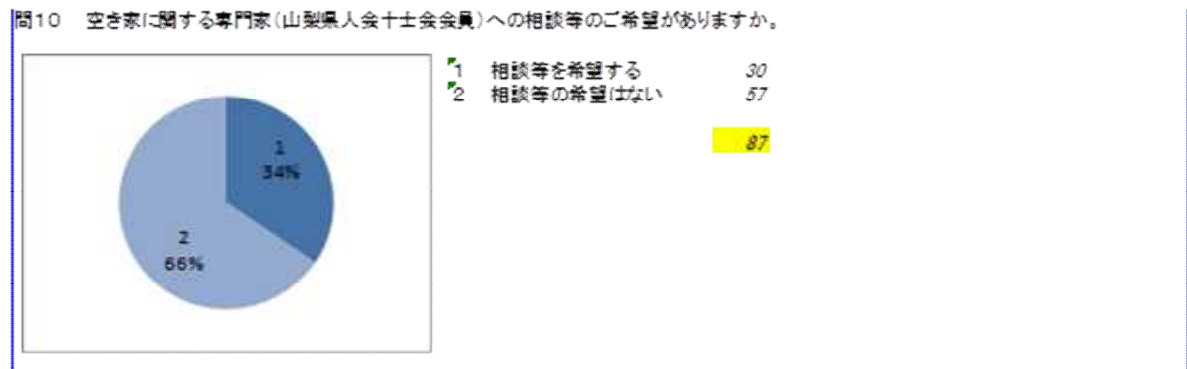 問10　空き家に関する専門家(山梨県人会十士会会員)への相談等のご希望がありますか。
1　相談等を希望する　30
2　相談等の希望はない　57
87
1
34%
2
66%